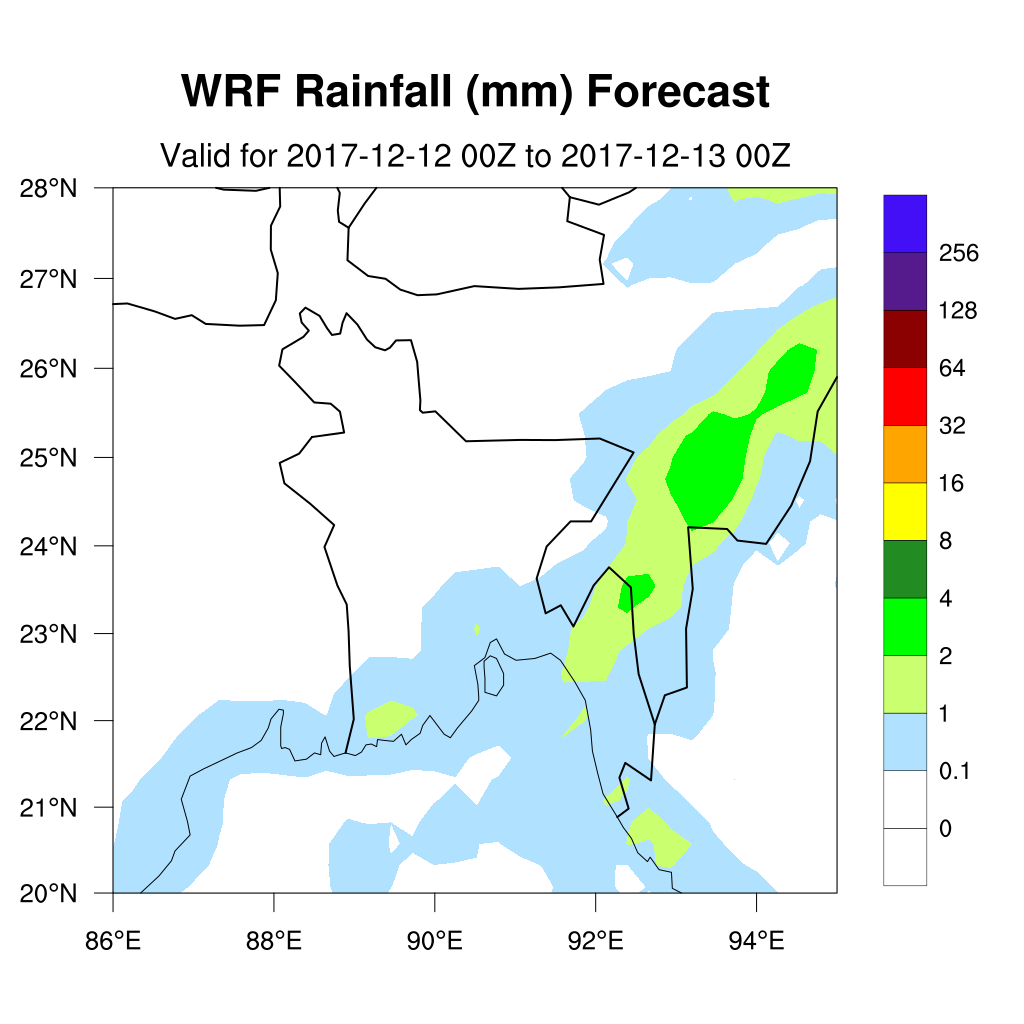 WRF Rainfall (mm) Forecast
Valid for 2017-12-12 00Z to 2017-12-13 00Z
28°N
27°N
26°N
25°N
24°N
23°N
22°N
21°N
20°N
86°E
88°E
90°E
92°E
94°E
256
128
64
32
16
8
4
2
1
0.1
0